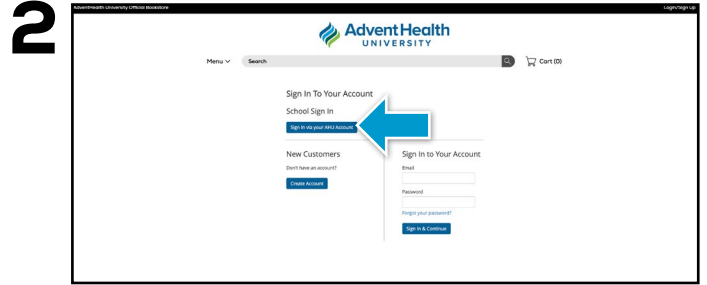 2
AdventHealth University Official Bookstore
Login/Sign Up
AdventHealth
UNIVERSITY
Menu
Search
Cart (0)
Sign In To Your Account
School Sign In
Sign In via your AHU Account
New Customers
Don't have an account?
Create Account
Sign In to Your Account
Email
Password
Forgot your password?
Sign In & Continue